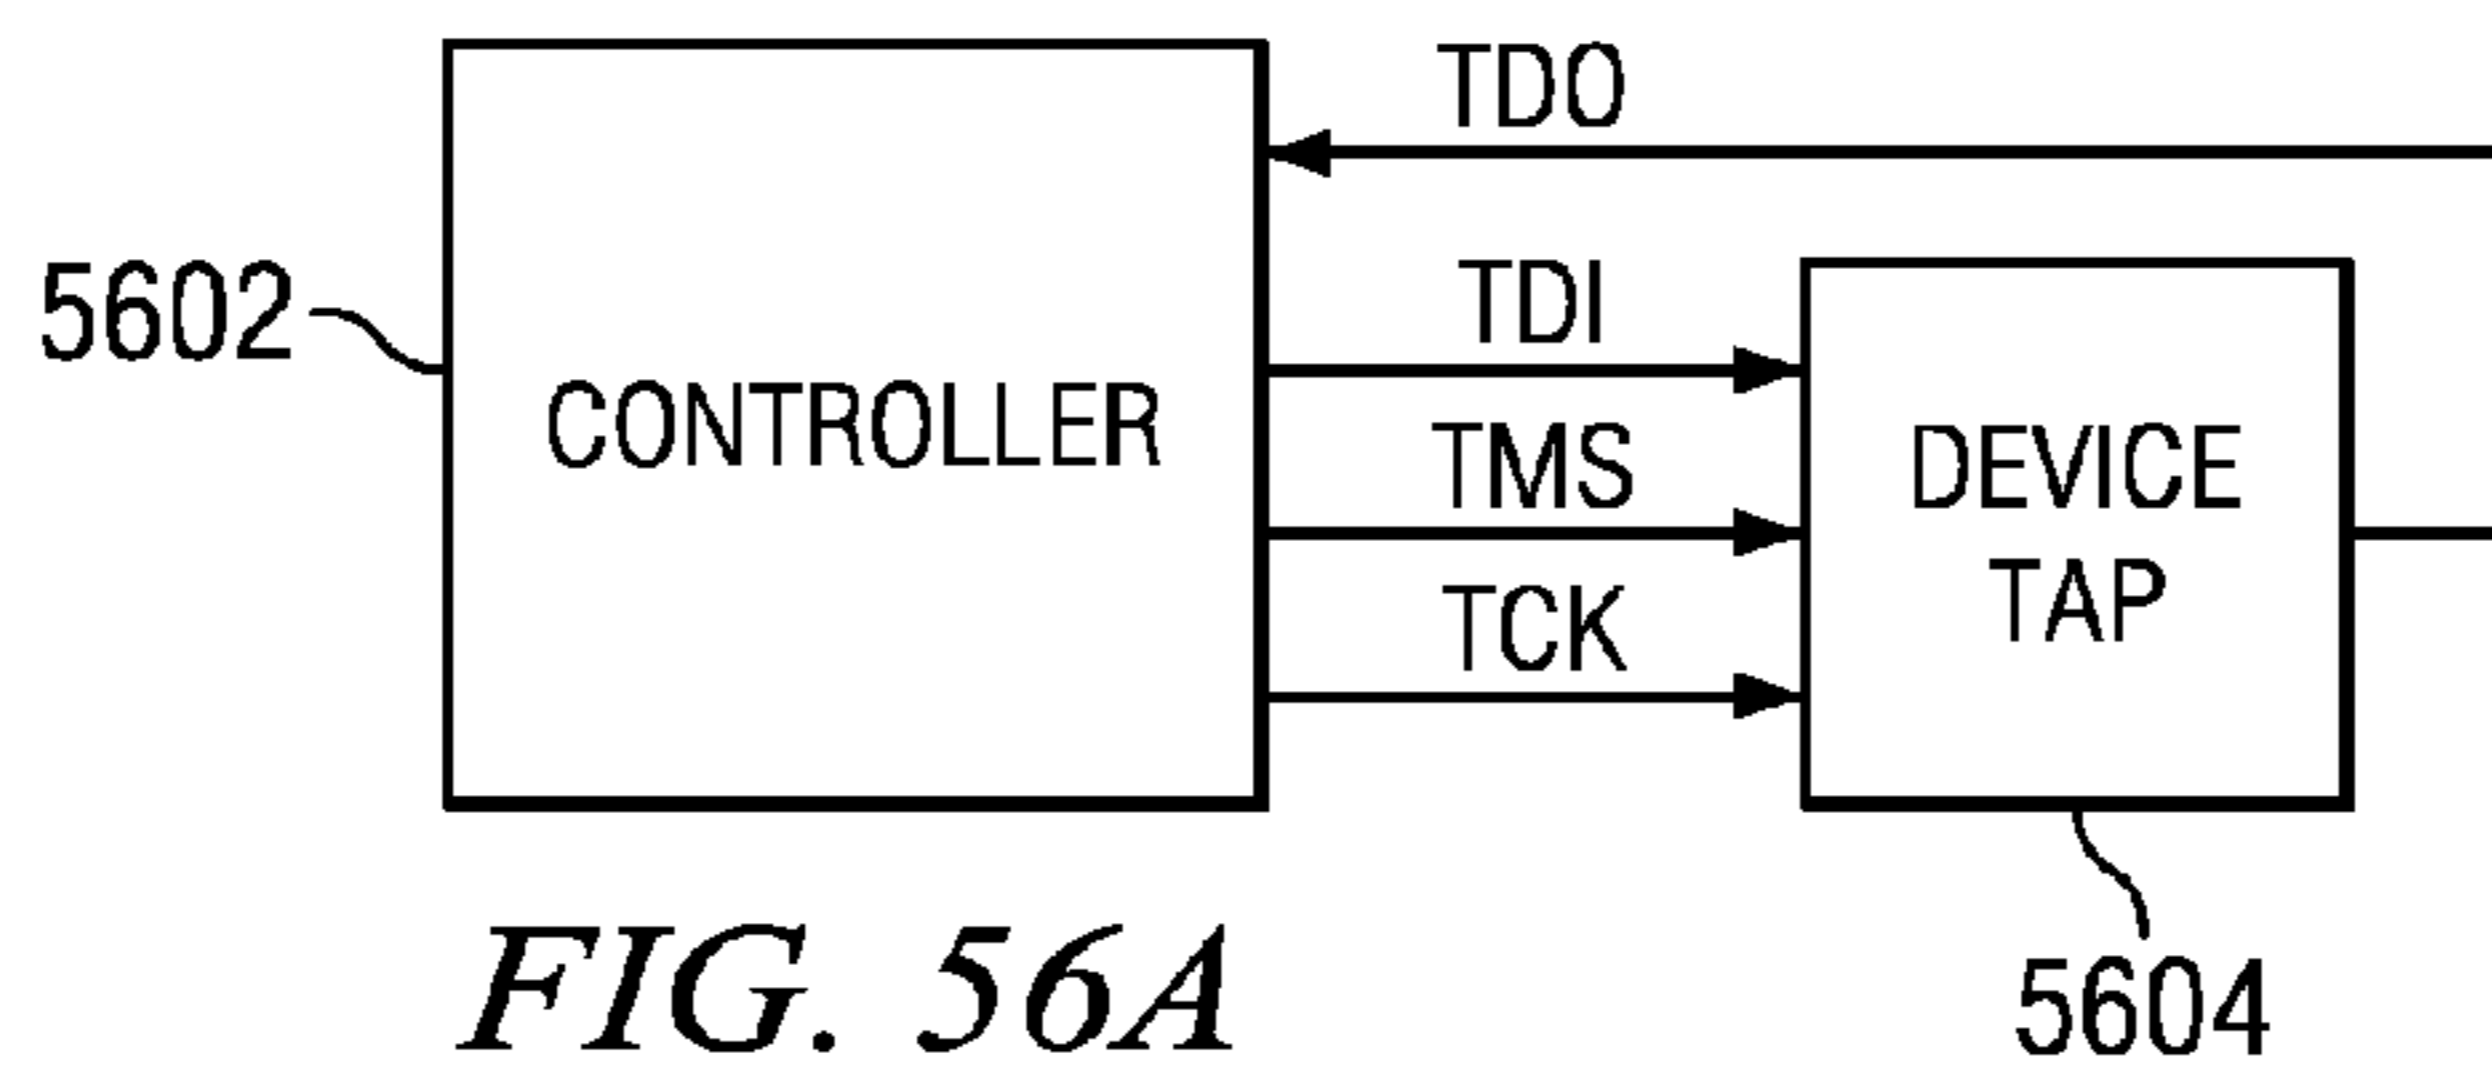 TDO
5602
CONTROLLER
TDI
TMS
TCK
DEVICE
TAP
FIG. 56A
5604